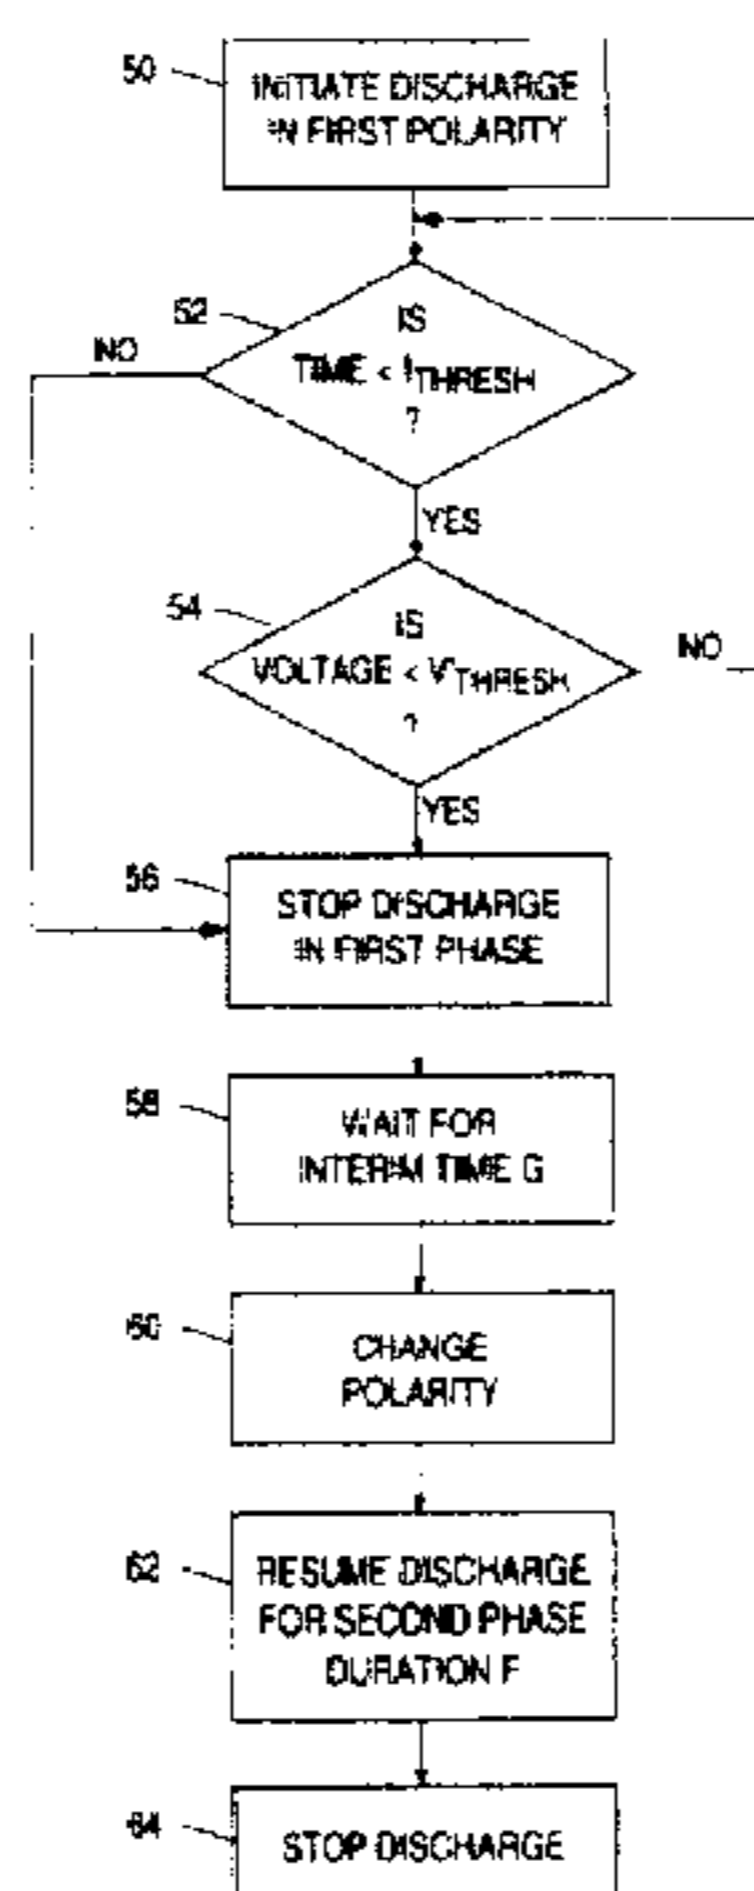 50
INITIATE DISCHARGE
IN FIRST POLARITY
52
IS
NO
TIME < tTHRESH
?
YES
54
IS
NO
VOLTAGE < VTHRESH
?
YES
56
STOP DISCHARGE
IN FIRST PHASE
58
WAIT FOR
INTERIM TIME G
60
CHANGE
POLARITY
62
RESUME DISCHARGE
FOR SECOND PHASE
DURATION F
64
STOP DISCHARGE